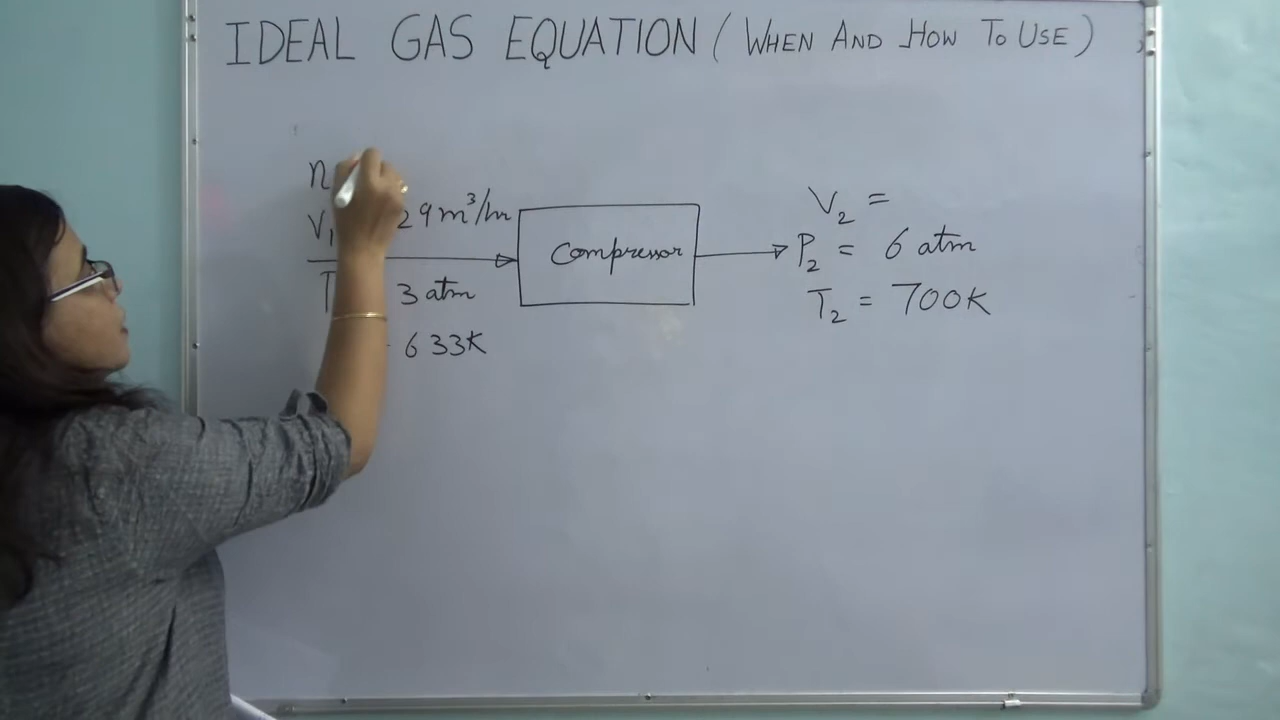 IDEAL GAS EQUATION ( WHEN AND HOW TO USE )
n
V1 29 m³/hr
3 atm
633K
Compressor
V2 =
P2 = 6 atm
T2 = 700K